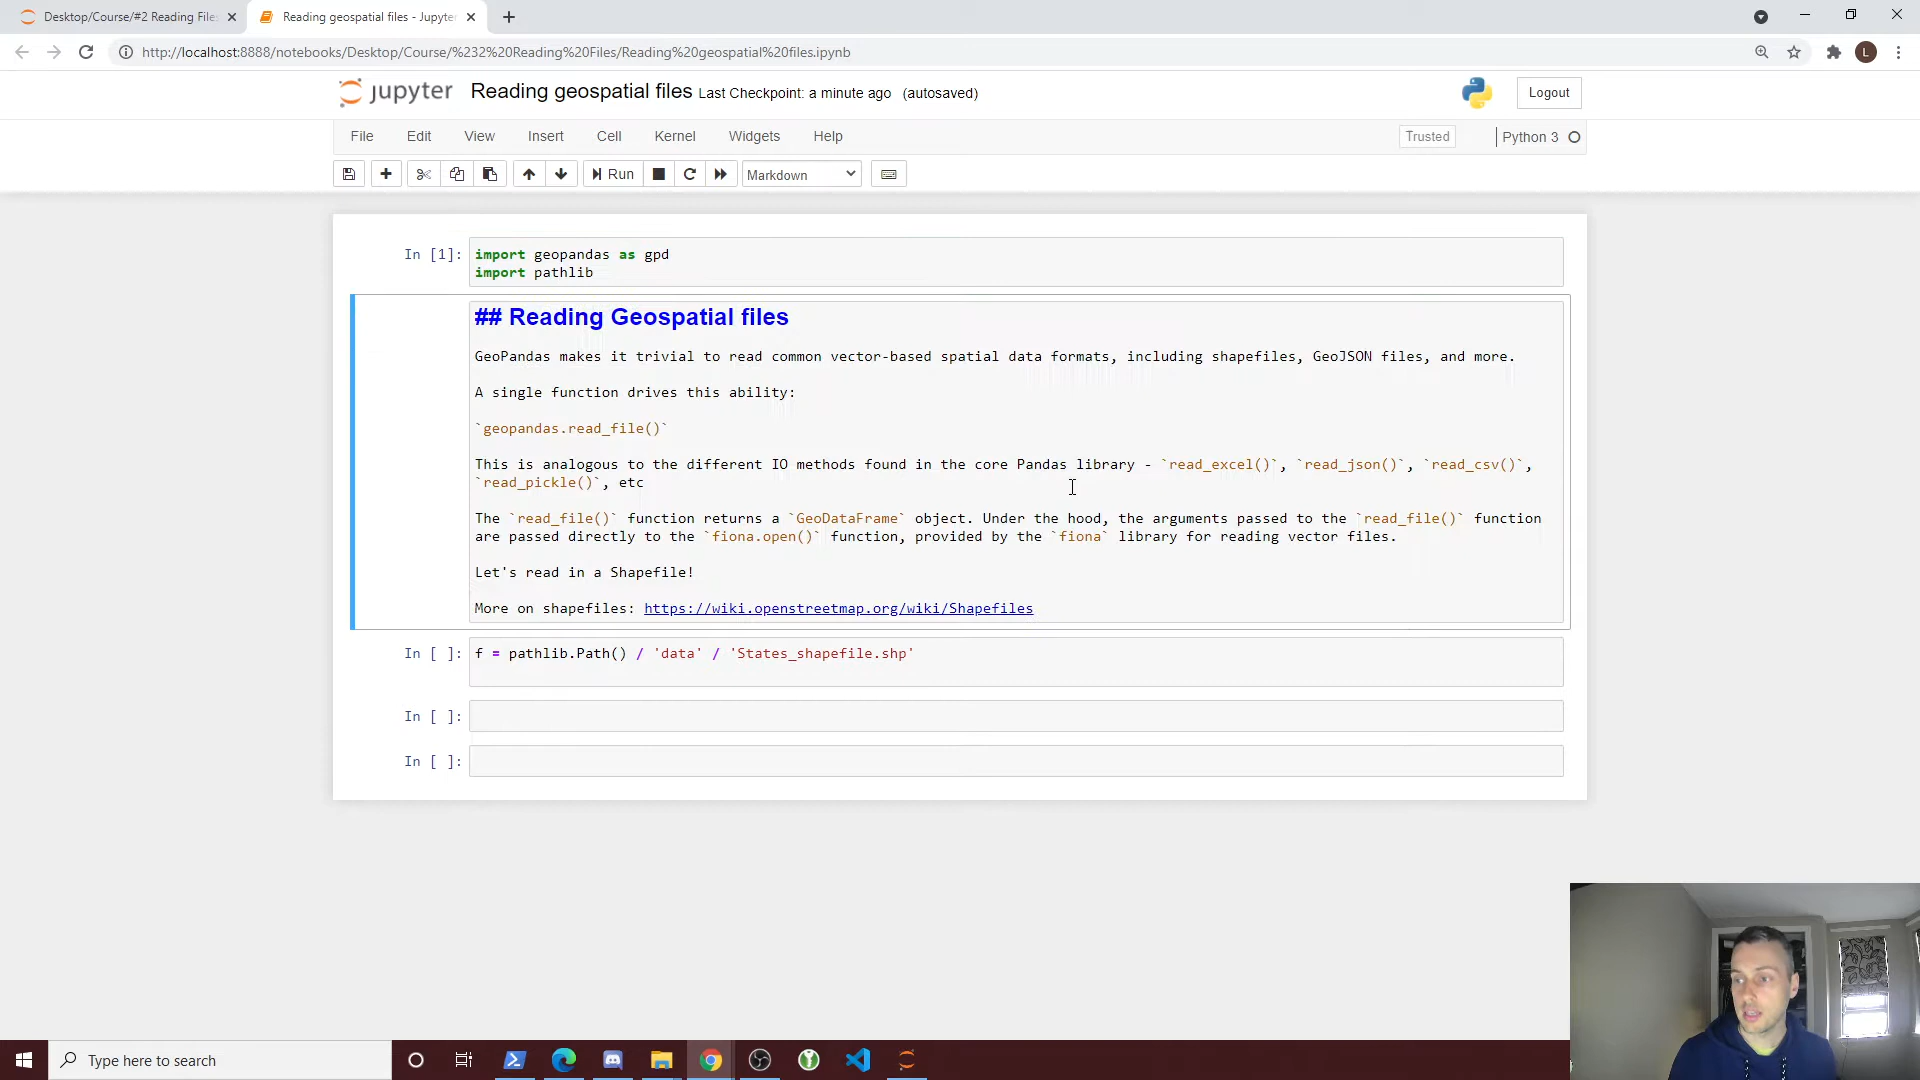 Desktop/Course/#2 Reading File
Reading geospatial files - Jupyter
http://localhost:8888/notebooks/Desktop/Course/%232%20Reading%20Files/Reading%20geospatial%20files.ipynb
L
jupyter Reading geospatial files Last Checkpoint: a minute ago (autosaved)
Logout
File Edit View Insert Cell Kernel Widgets Help
Trusted
Python 3
Run
Markdown
In [1]: import geopandas as gpd
import pathlib
## Reading Geospatial files
GeoPandas makes it trivial to read common vector-based spatial data formats, including shapefiles, GeoJSON files, and more.
A single function drives this ability:
`geopandas.read_file()`
This is analogous to the different IO methods found in the core Pandas library - `read_excel()`, `read_json()`, `read_csv()`,
`read_pickle()`, etc
The `read_file()` function returns a `GeoDataFrame` object. Under the hood, the arguments passed to the `read_file()` function
are passed directly to the `fiona.open()` function, provided by the `fiona` library for reading vector files.
Let's read in a Shapefile!
More on shapefiles: https://wiki.openstreetmap.org/wiki/Shapefiles
In [ ]: f = pathlib.Path() / 'data' / 'States_shapefile.shp'
In [ ]:
In [ ]:
Type here to search